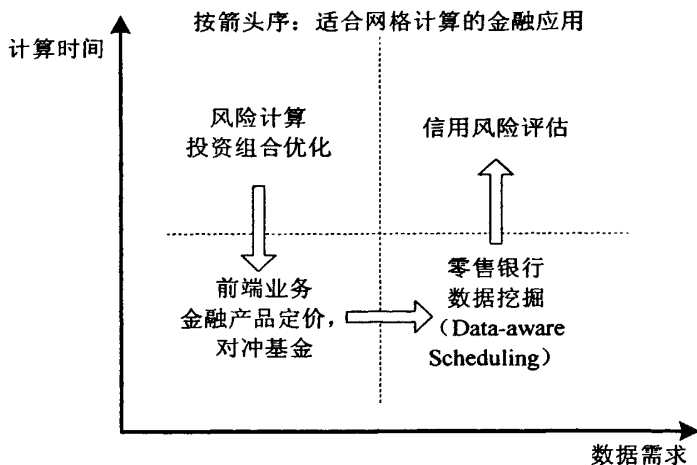 按箭头序：适合网格计算的金融应用
计算时间
风险计算
投资组合优化
信用风险评估
前端业务
金融产品定价，
对冲基金
零售银行
数据挖掘
（Data-aware
Scheduling）
数据需求